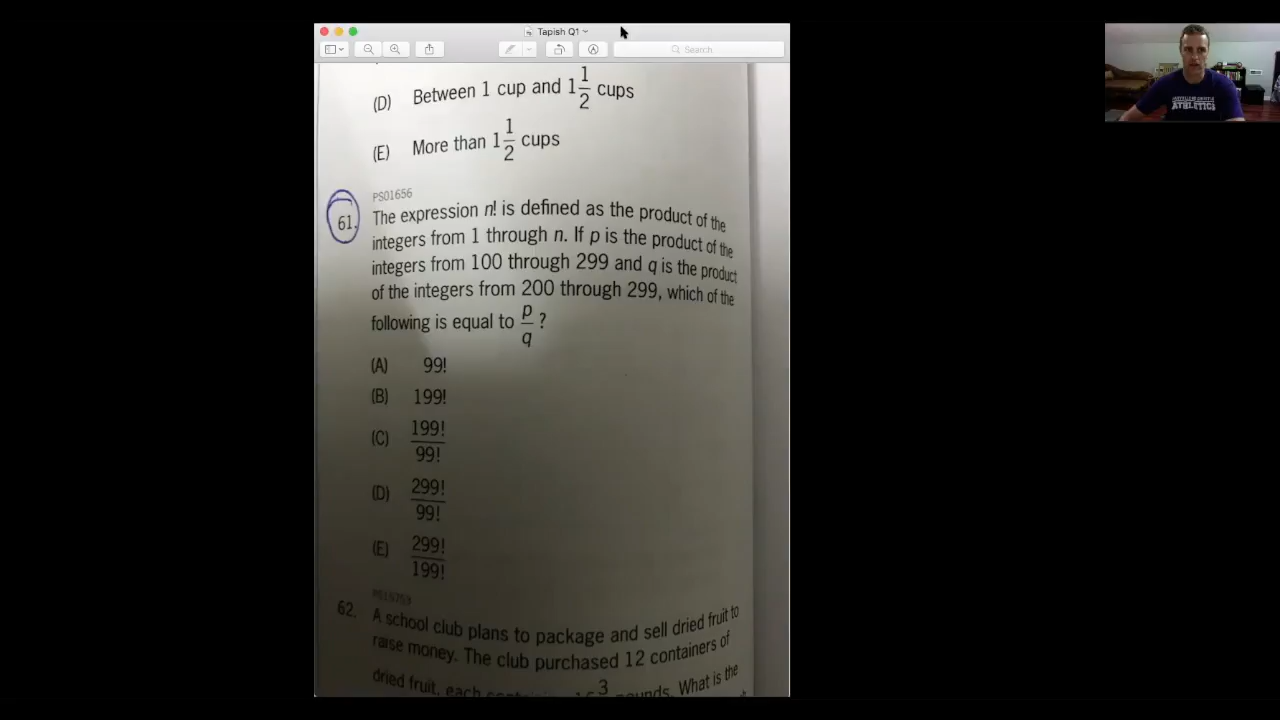 Tapish Q1
Search
(D) Between 1 cup and 1 1/2 cups
(E) More than 1 1/2 cups
PS01656
61. The expression n! is defined as the product of the
integers from 1 through n. If p is the product of the
integers from 100 through 299 and q is the product
of the integers from 200 through 299, which of the
following is equal to p/q ?
(A) 99!
(B) 199!
(C) 199!/99!
(D) 299!/99!
(E) 299!/199!
62. A school club plans to package and sell dried fruit to
raise money. The club purchased 12 containers of
dried fruit, each 3 pounds. What is the
ATHLETICS